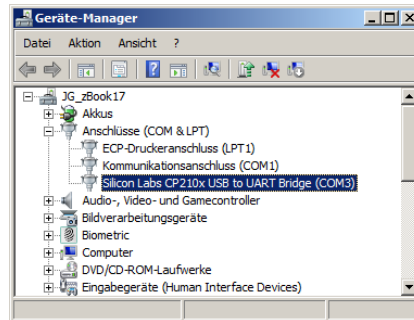 Geräte-Manager
Datei Aktion Ansicht ?
JG_zBook17
Akkus
Anschlüsse (COM & LPT)
ECP-Druckeranschluss (LPT1)
Kommunikationsanschluss (COM1)
Silicon Labs CP210x USB to UART Bridge (COM3)
Audio-, Video- und Gamecontroller
Bildverarbeitungsgeräte
Biometric
Computer
DVD/CD-ROM-Laufwerke
Eingabegeräte (Human Interface Devices)